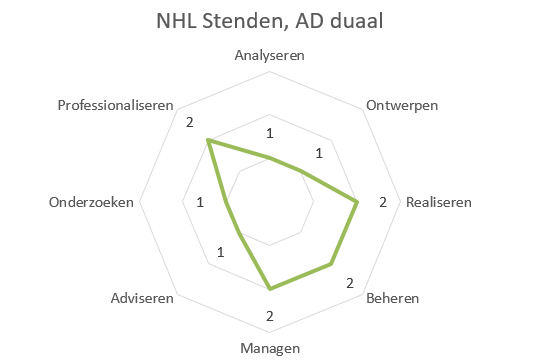 NHL Stenden, AD duaal
Analyseren
Professionaliseren
Ontwerpen
2
1
1
Onderzoeken
1
2
Realiseren
1
2
Adviseren
Beheren
2
Managen